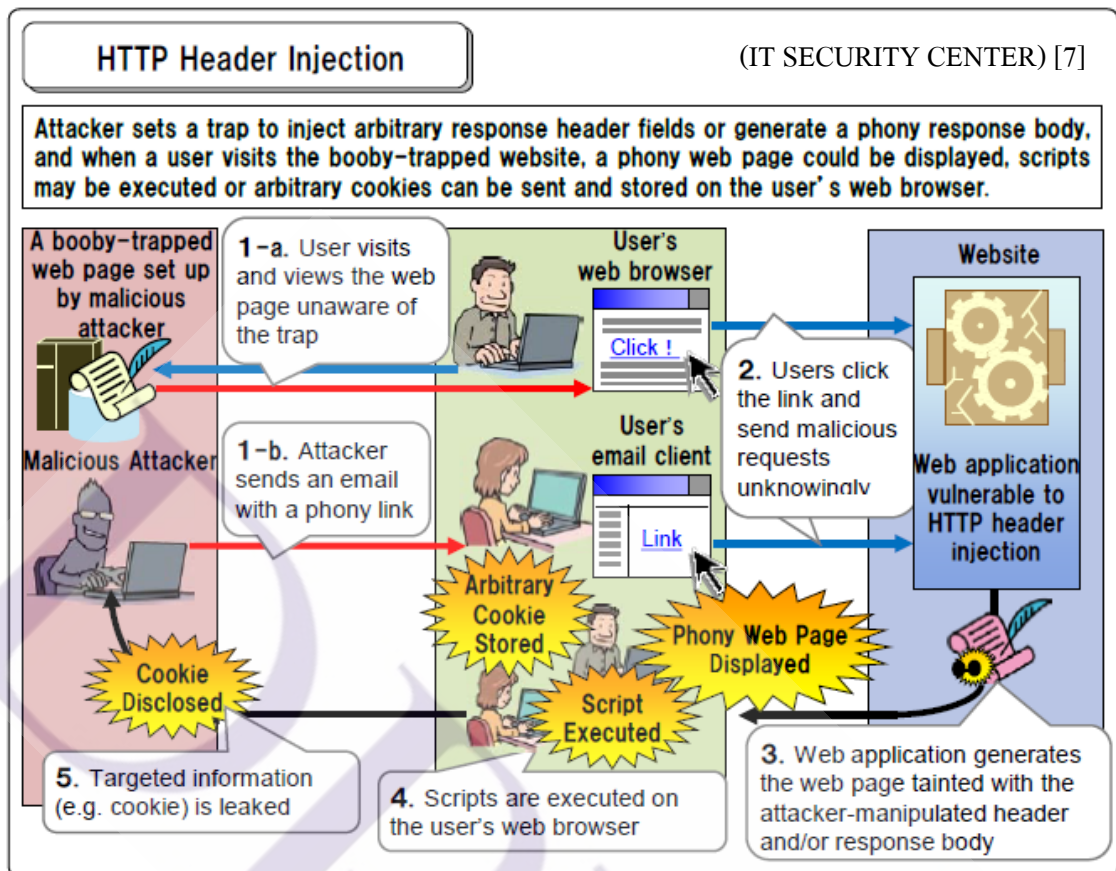 HTTP Header Injection
(IT SECURITY CENTER) [7]
Attacker sets a trap to inject arbitrary response header fields or generate a phony response body,
and when a user visits the booby-trapped website, a phony web page could be displayed, scripts
may be executed or arbitrary cookies can be sent and stored on the user's web browser.
A booby-trapped
web page set up
by malicious
attacker
1-a. User visits
and views the web
page unaware of
the trap
User's
web browser
Click !
Website
2. Users click
the link and
send malicious
requests
unknowingly
Malicious Attacker
1-b. Attacker
sends an email
with a phony link
User's
email client
Link
Web application
vulnerable to
HTTP header
injection
Arbitrary
Cookie
Stored
Phony Web Page
Displayed
Cookie
Disclosed
Script
Executed
5. Targeted information
(e.g. cookie) is leaked
4. Scripts are executed on
the user's web browser
3. Web application generates
the web page tainted with the
attacker-manipulated header
and/or response body